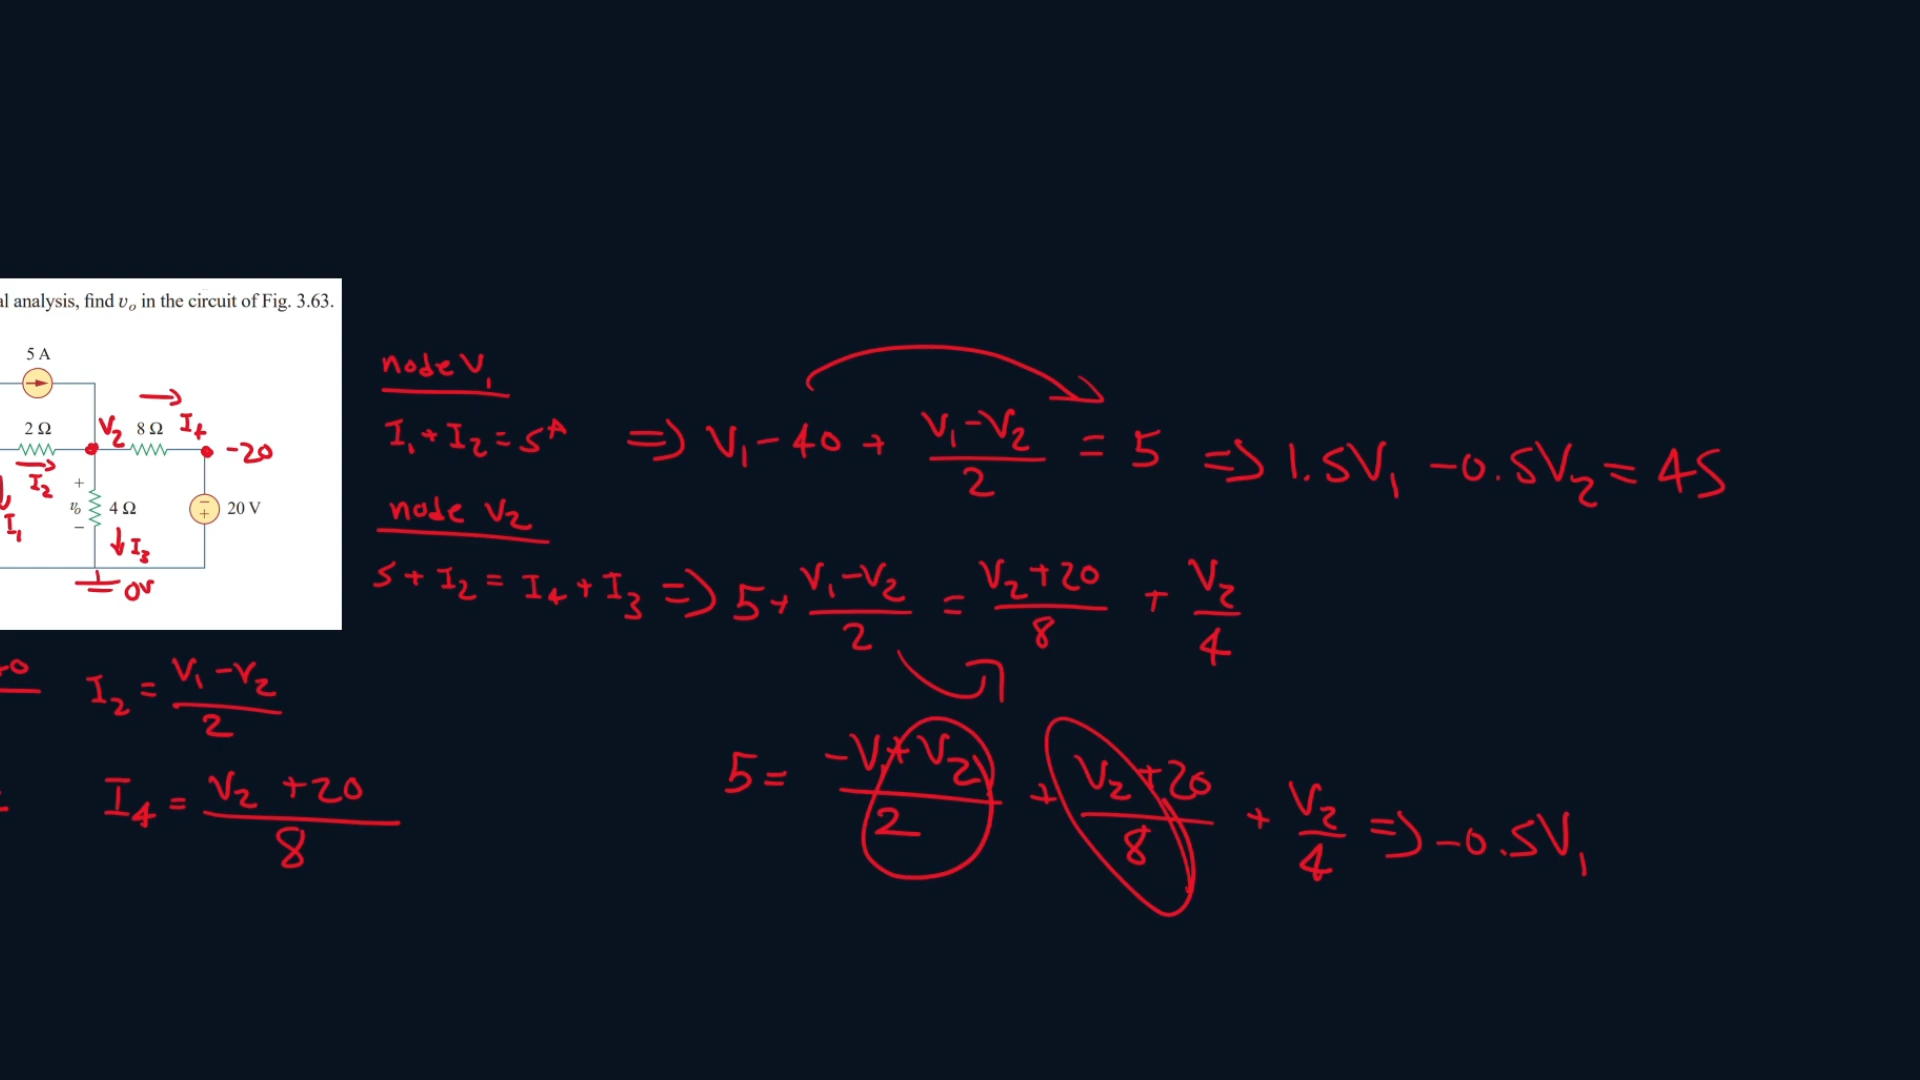 al analysis, find vₒ in the circuit of Fig. 3.63.
5 A
2 Ω
V₂
8 Ω
I₄
-20
I₂
+
vₒ
−
4 Ω
−
+
20 V
I₁
I₃
0V
node V₁
I₁ + I₂ = 5A ⇒ V₁ - 40 + (V₁ - V₂)/2 = 5 ⇒ 1.5V₁ - 0.5V₂ = 45
node V₂
5 + I₂ = I₄ + I₃ ⇒ 5 + (V₁ - V₂)/2 = (V₂ + 20)/8 + V₂/4
I₂ = (V₁ - V₂)/2
5 = (-V₁ + V₂)/2 + (V₂ + 20)/8 + V₂/4 ⇒ -0.5V₁
I₄ = (V₂ + 20)/8